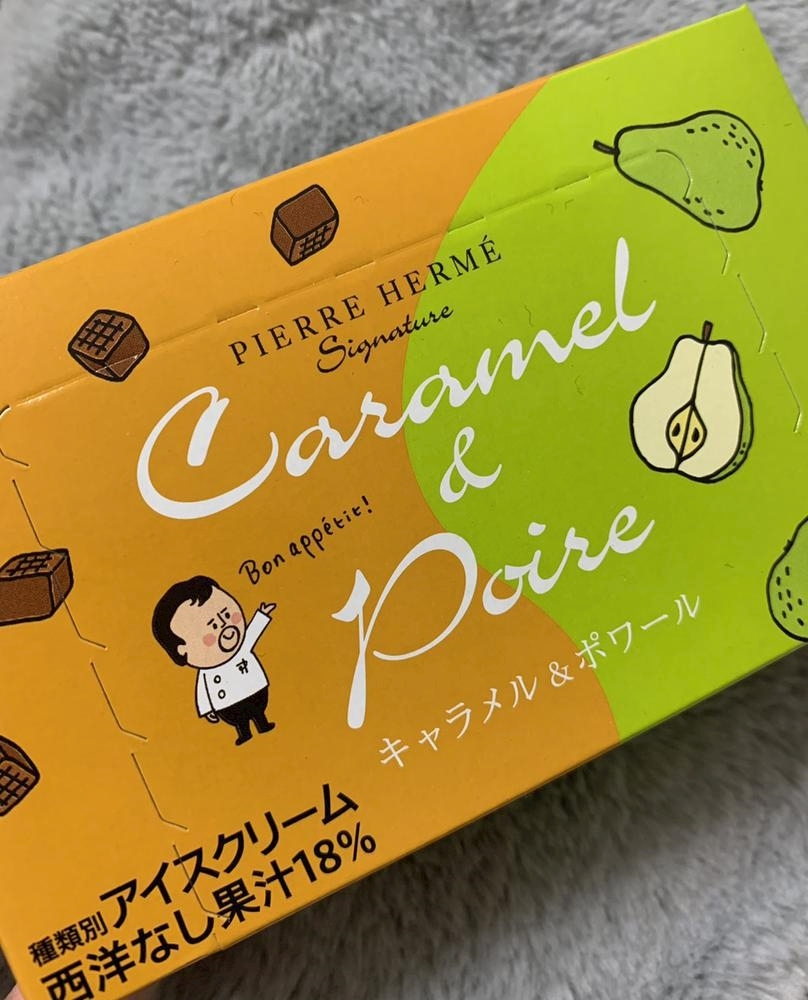 PIERRE HERMÉ
Signature
Caramel
&
Poire
キャラメル & ポワール
Bon appétit!
種類別 アイスクリーム
西洋なし果汁18%